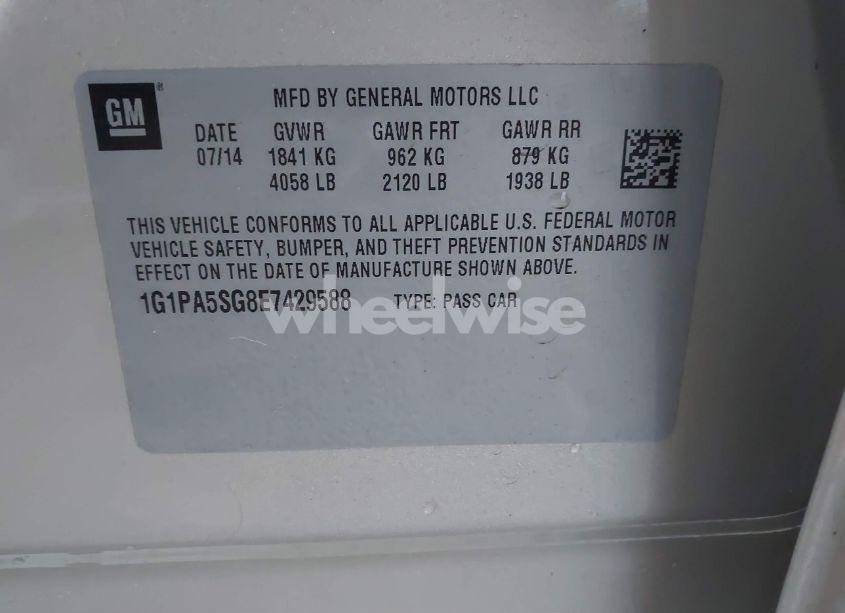 GM
MFD BY GENERAL MOTORS LLC
DATE GVWR GAWR FRT GAWR RR
07/14 1841 KG 962 KG 879 KG
4058 LB 2120 LB 1938 LB
THIS VEHICLE CONFORMS TO ALL APPLICABLE U.S. FEDERAL MOTOR
VEHICLE SAFETY, BUMPER, AND THEFT PREVENTION STANDARDS IN
EFFECT ON THE DATE OF MANUFACTURE SHOWN ABOVE.
1G1PA5SG8E7429588 TYPE: PASS CAR
wheelwise